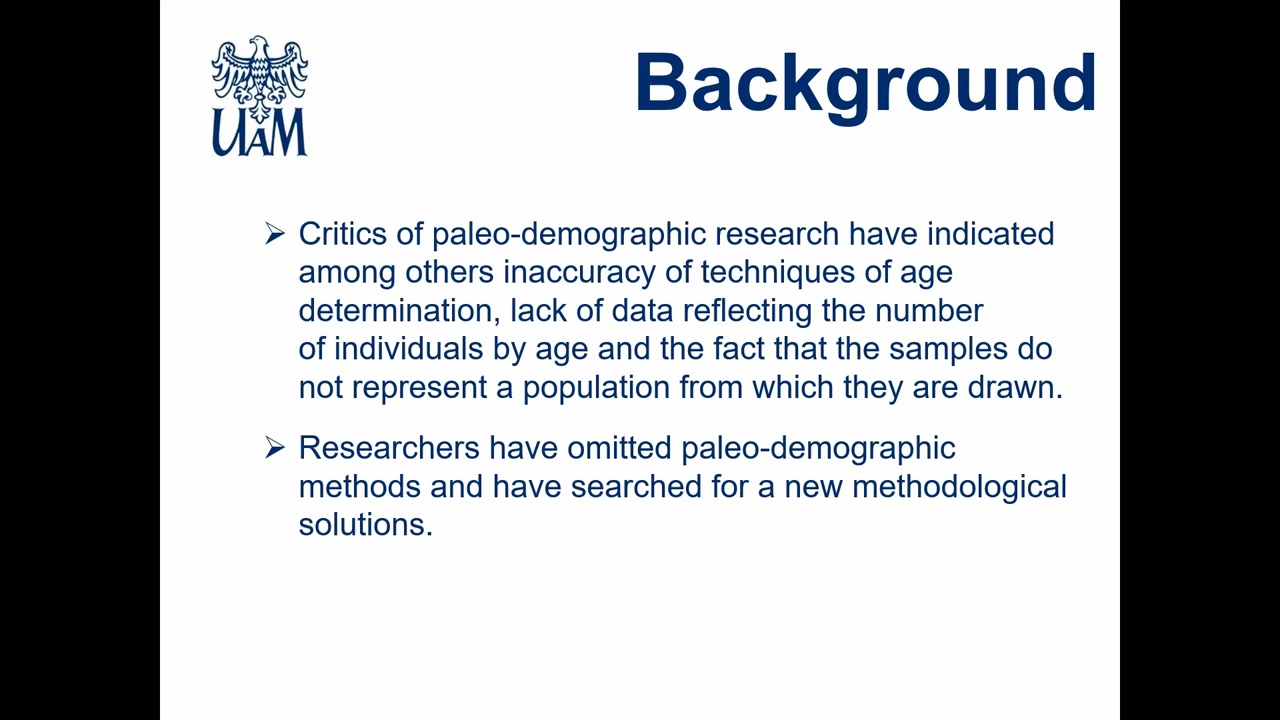 UAM
Background
➢ Critics of paleo-demographic research have indicated
among others inaccuracy of techniques of age
determination, lack of data reflecting the number
of individuals by age and the fact that the samples do
not represent a population from which they are drawn.
➢ Researchers have omitted paleo-demographic
methods and have searched for a new methodological
solutions.